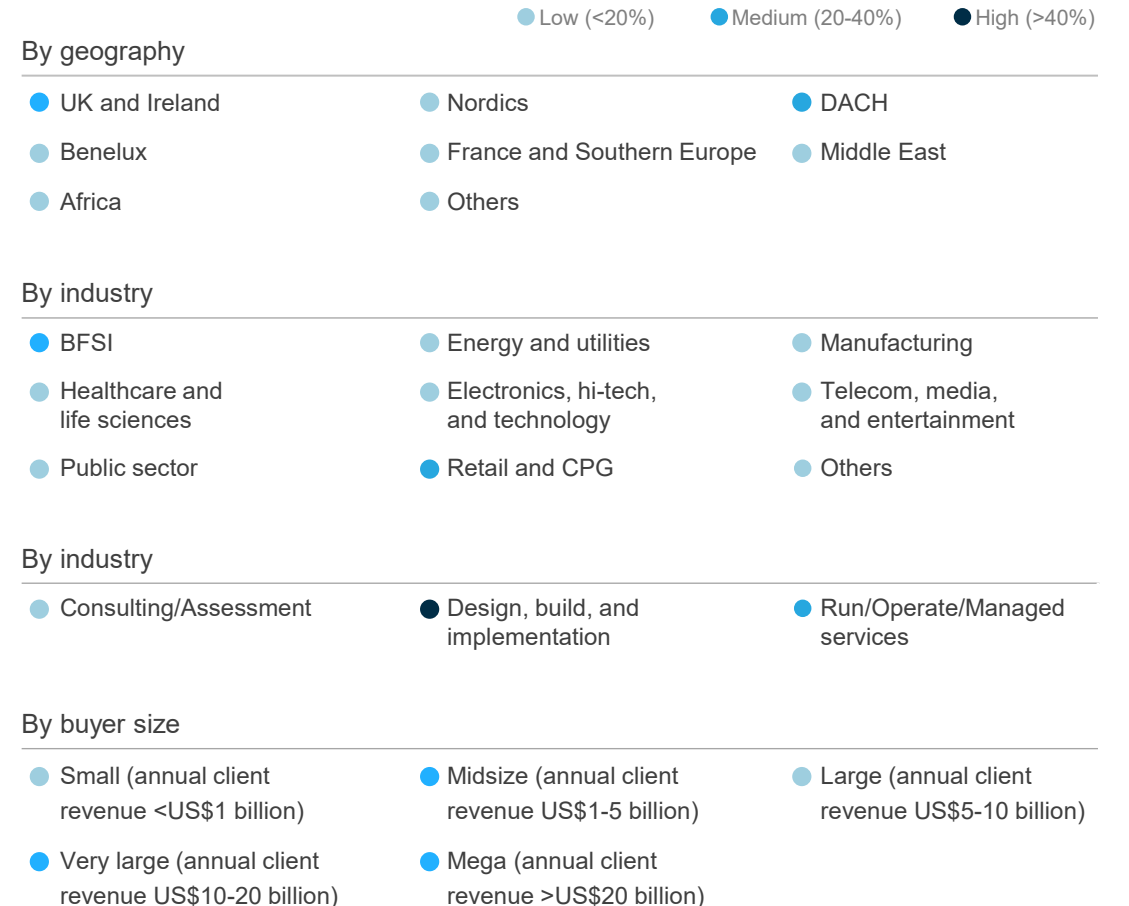 Low (<20%) Medium (20-40%) High (>40%)
By geography
UK and Ireland Nordics DACH
Benelux France and Southern Europe Middle East
Africa Others
By industry
BFSI Energy and utilities Manufacturing
Healthcare and Electronics, hi-tech, Telecom, media,
life sciences and technology and entertainment
Public sector Retail and CPG Others
By industry
Consulting/Assessment Design, build, and Run/Operate/Managed
implementation services
By buyer size
Small (annual client Midsize (annual client Large (annual client
revenue <US$1 billion) revenue US$1-5 billion) revenue US$5-10 billion)
Very large (annual client Mega (annual client
revenue US$10-20 billion) revenue >US$20 billion)